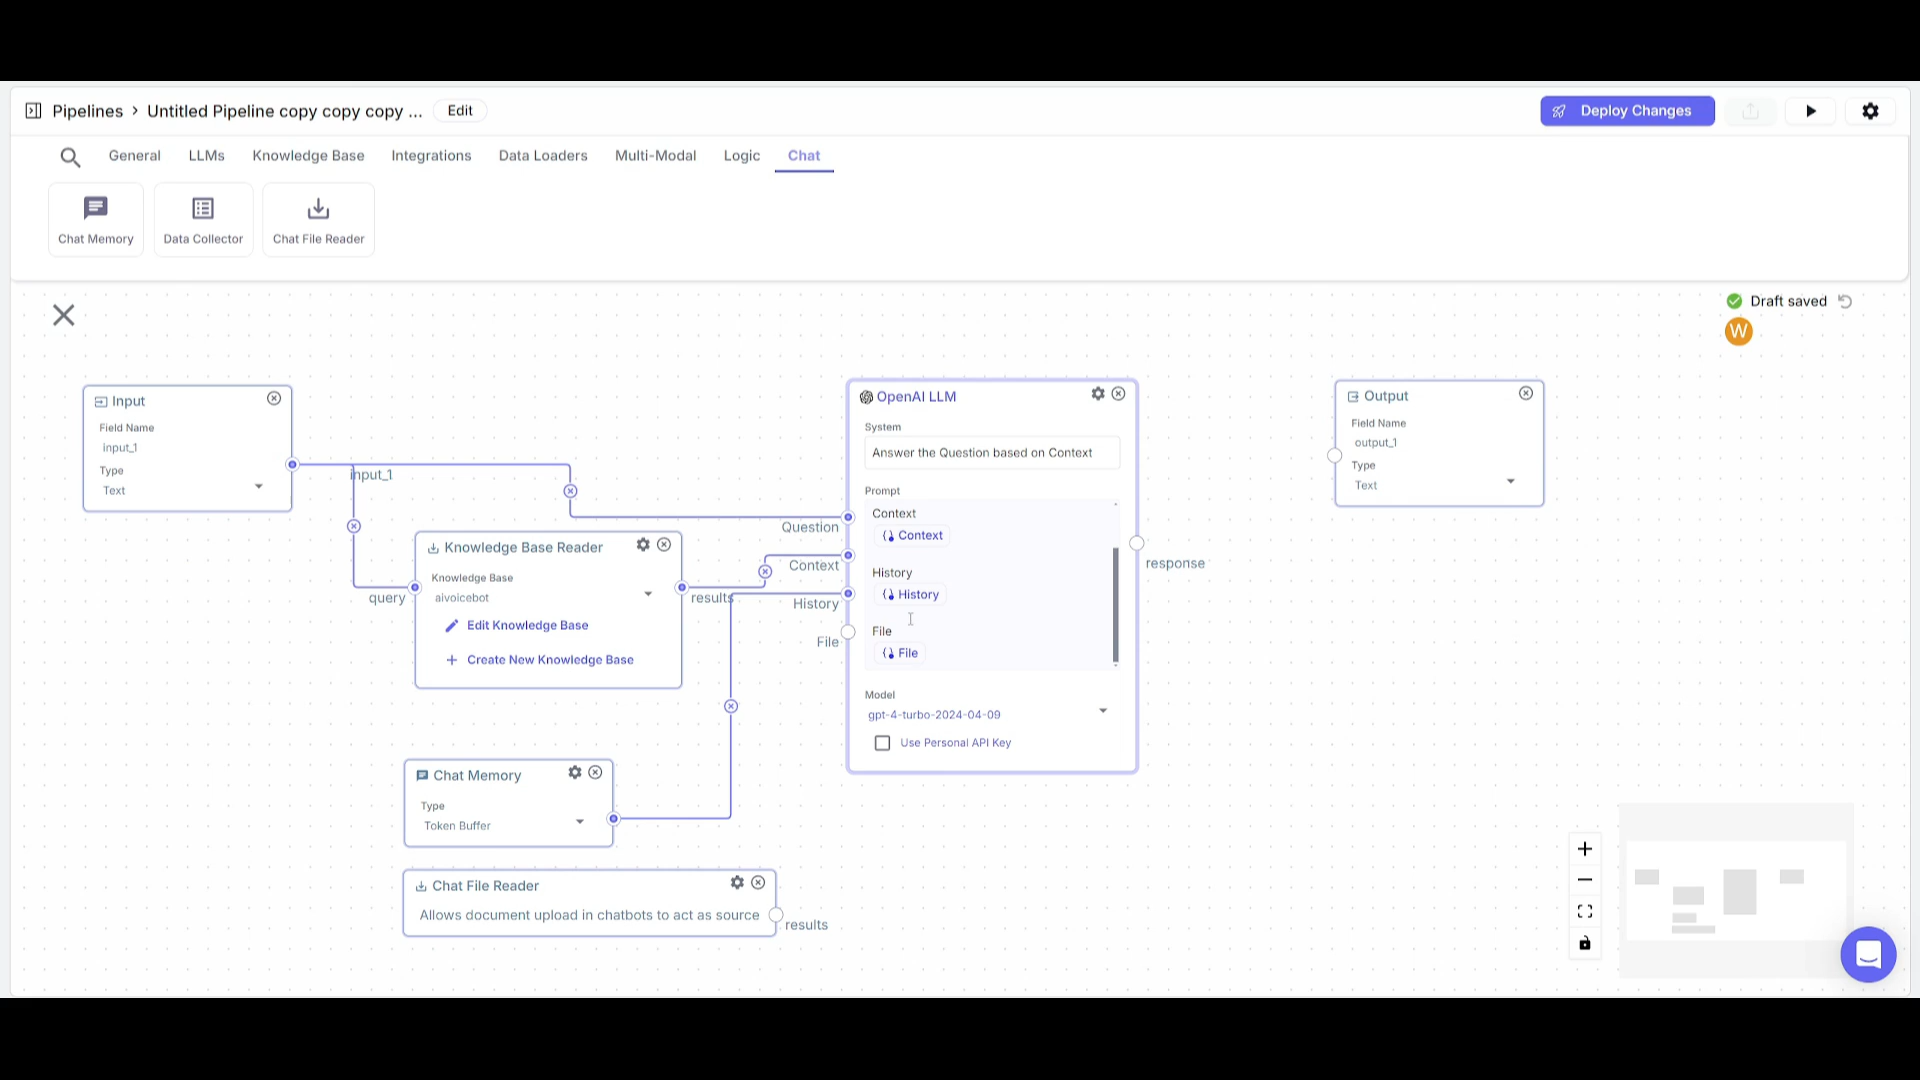 Pipelines > Untitled Pipeline copy copy copy ... Edit
Deploy Changes
General LLMs Knowledge Base Integrations Data Loaders Multi-Modal Logic Chat
Chat Memory Data Collector Chat File Reader
Draft saved
W
Input
Field Name
input_1
Type
Text
input_1
query
Knowledge Base Reader
Knowledge Base
aivoicebot
Edit Knowledge Base
Create New Knowledge Base
results
Chat Memory
Type
Token Buffer
Chat File Reader
Allows document upload in chatbots to act as source
results
Question
Context
History
File
OpenAI LLM
System
Answer the Question based on Context
Prompt
Context
Context
History
History
File
File
Model
gpt-4-turbo-2024-04-09
Use Personal API Key
response
Output
Field Name
output_1
Type
Text